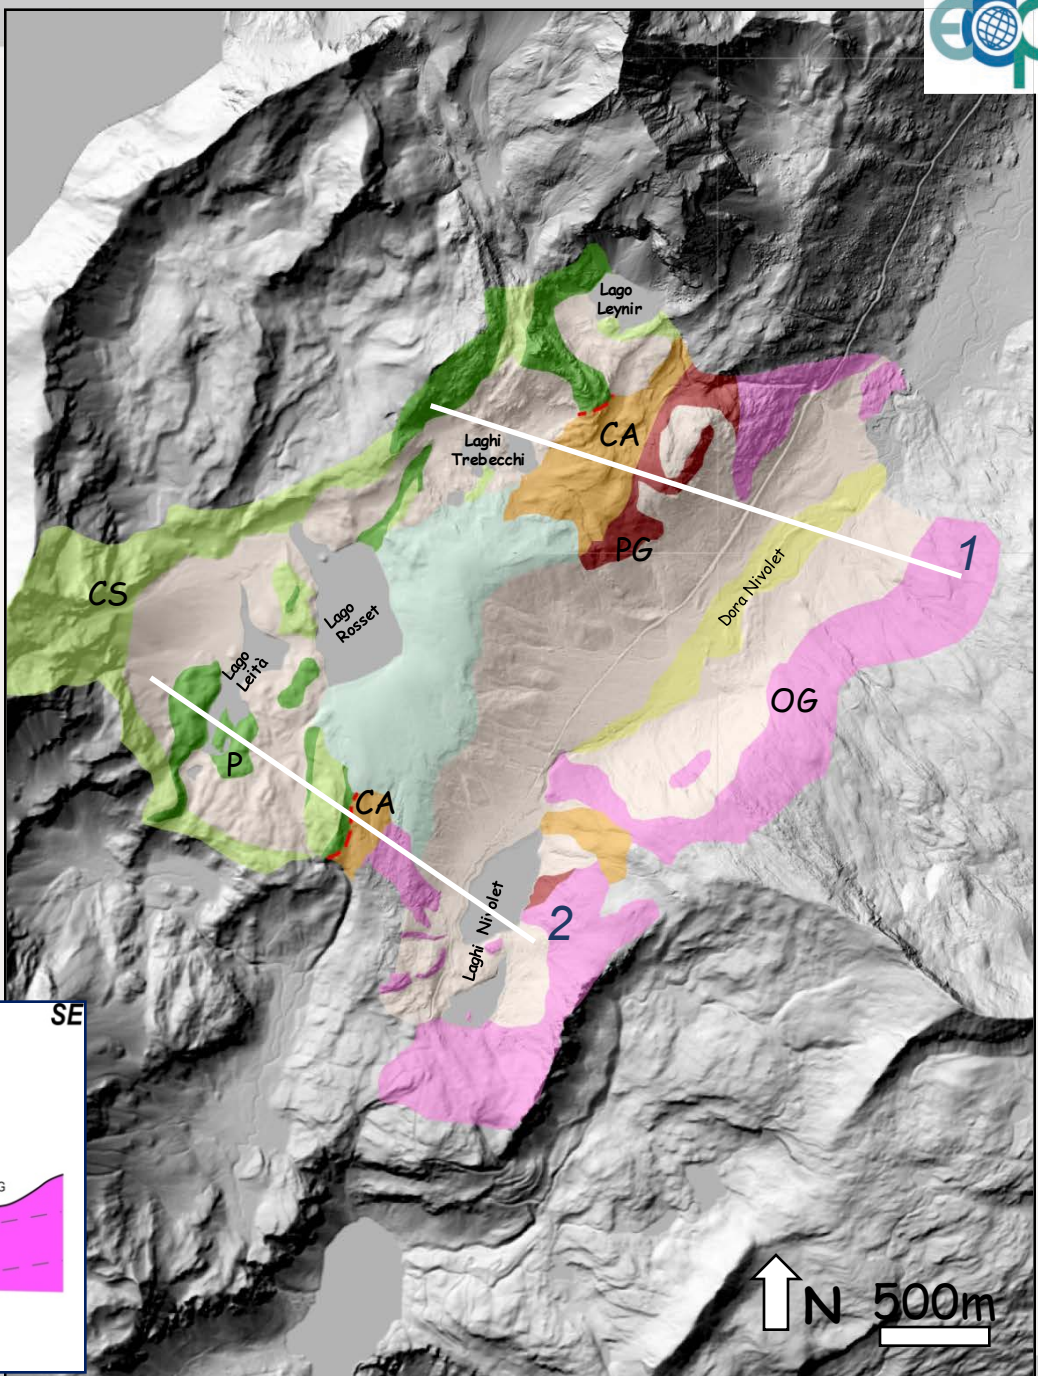 ecop
Lago
Leynir
CA
Laghi
Trebecchi
PG
1
CS
Dora Nivolet
Lago
Rosset
Lago
Leità
OG
P
CA
2
Laghi Nivolet
SE
G
N 500m